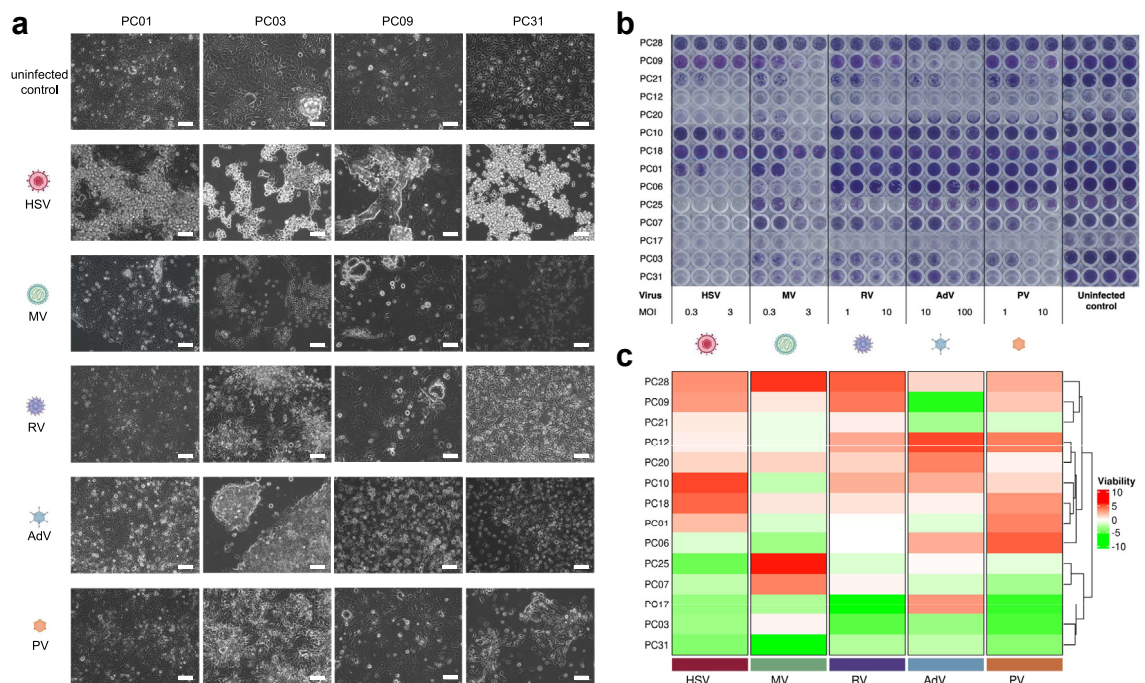 a
PC01 PC03 PC09 PC31
uninfected
control
HSV
MV
RV
AdV
PV
b
PC28
PC09
PC21
PC12
PC20
PC10
PC18
PC01
PC06
PC25
PC07
PC17
PC03
PC31
Virus HSV MV RV AdV PV Uninfected
control
MOI 0.3 3 0.3 3 1 10 10 100 1 10
c
PC28
PC09
PC21
PC12
PC20
PC10
PC18
PC01
PC06
PC25
PC07
PC17
PC03
PC31
HSV MV RV AdV PV
Viability
10
5
0
-5
-10